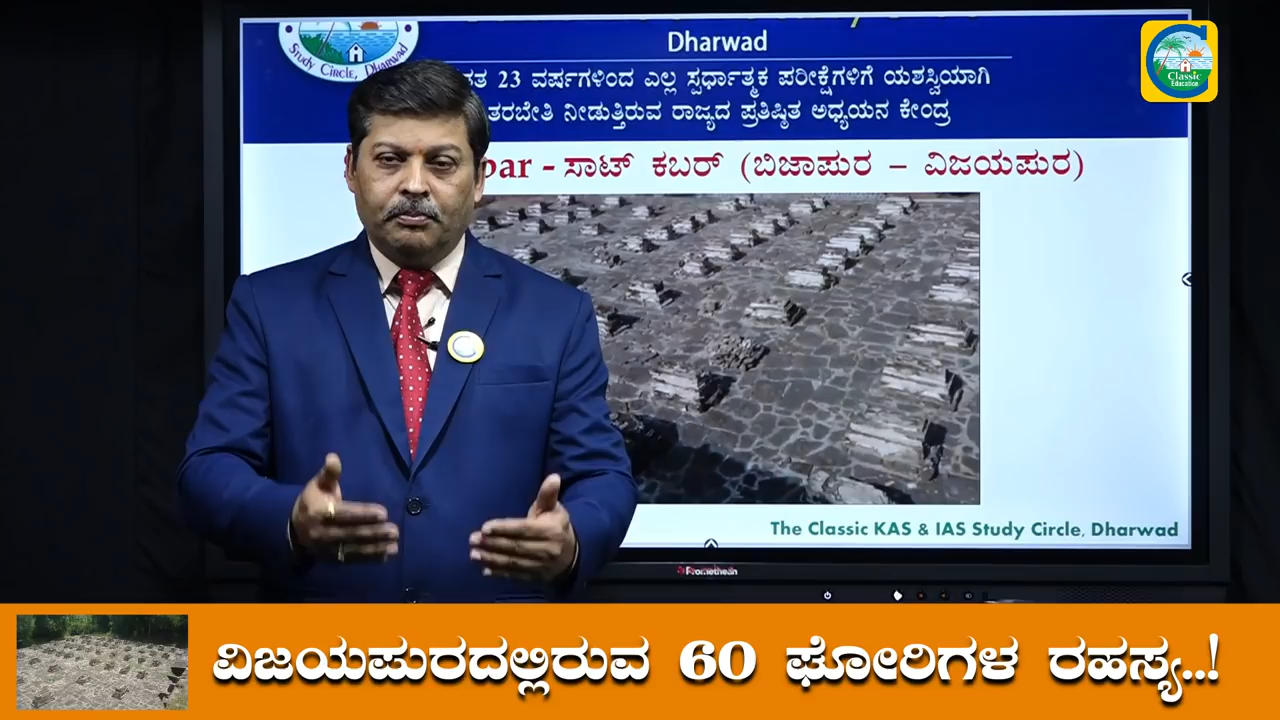 Dharwad
Study Circle, Dharwad
23 ವರ್ಷಗಳಿಂದ ಎಲ್ಲ ಸ್ಪರ್ಧಾತ್ಮಕ ಪರೀಕ್ಷೆಗಳಿಗೆ ಯಶಸ್ವಿಯಾಗಿ
ತರಬೇತಿ ನೀಡುತ್ತಿರುವ ರಾಜ್ಯದ ಪ್ರತಿಷ್ಠಿತ ಅಧ್ಯಯನ ಕೇಂದ್ರ
Classic
Education
- ಸಾಟ್ ಕಬರ್ (ಬಿಜಾಪುರ – ವಿಜಯಪುರ)
The Classic KAS & IAS Study Circle, Dharwad
Promethean
ವಿಜಯಪುರದಲ್ಲಿರುವ 60 ಘೋರಿಗಳ ರಹಸ್ಯ..!